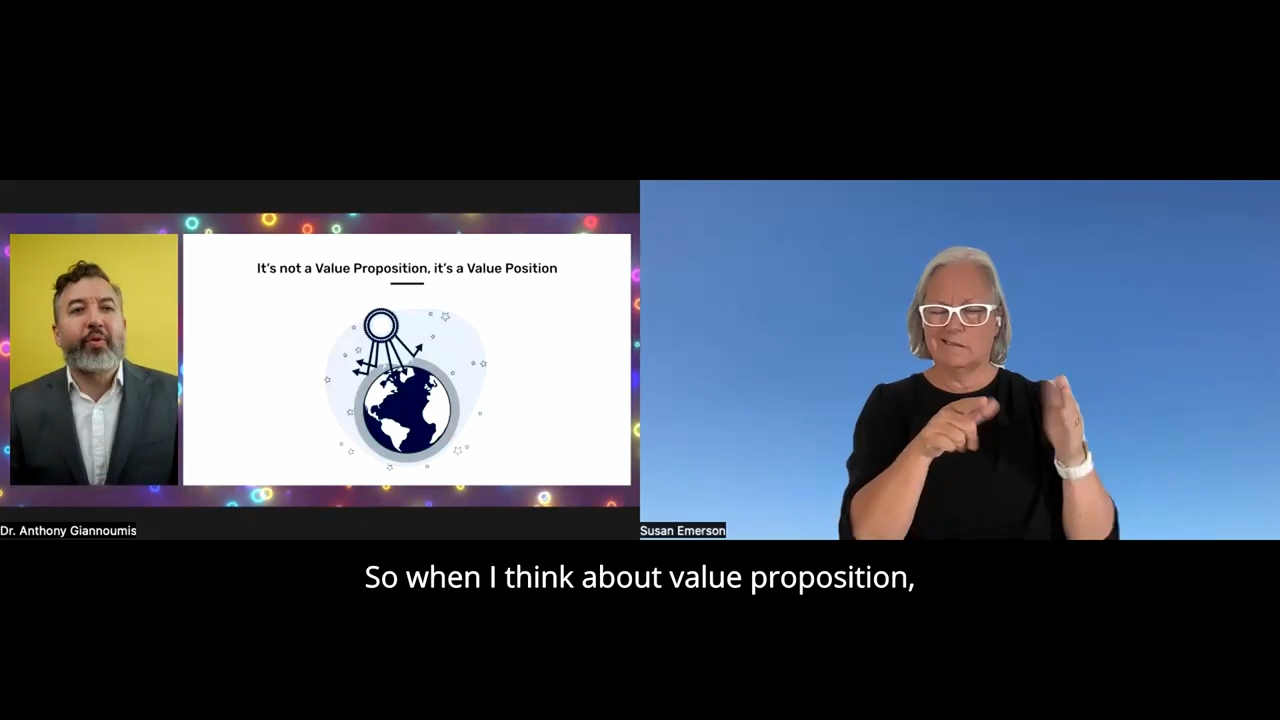 It's not a Value Proposition, it's a Value Position
Dr. Anthony Giannoumis
Susan Emerson
So when I think about value proposition,